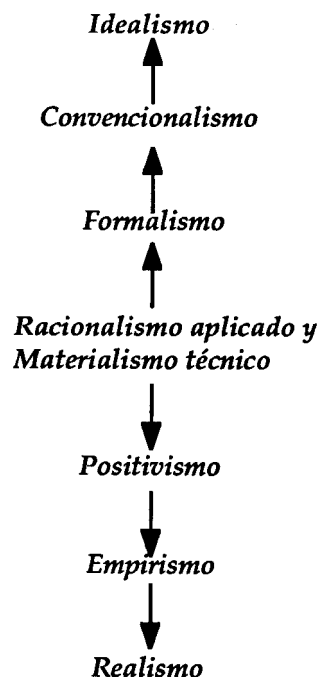 Idealismo
Convencionalismo
Formalismo
Racionalismo aplicado y
Materialismo técnico
Positivismo
Empirismo
Realismo